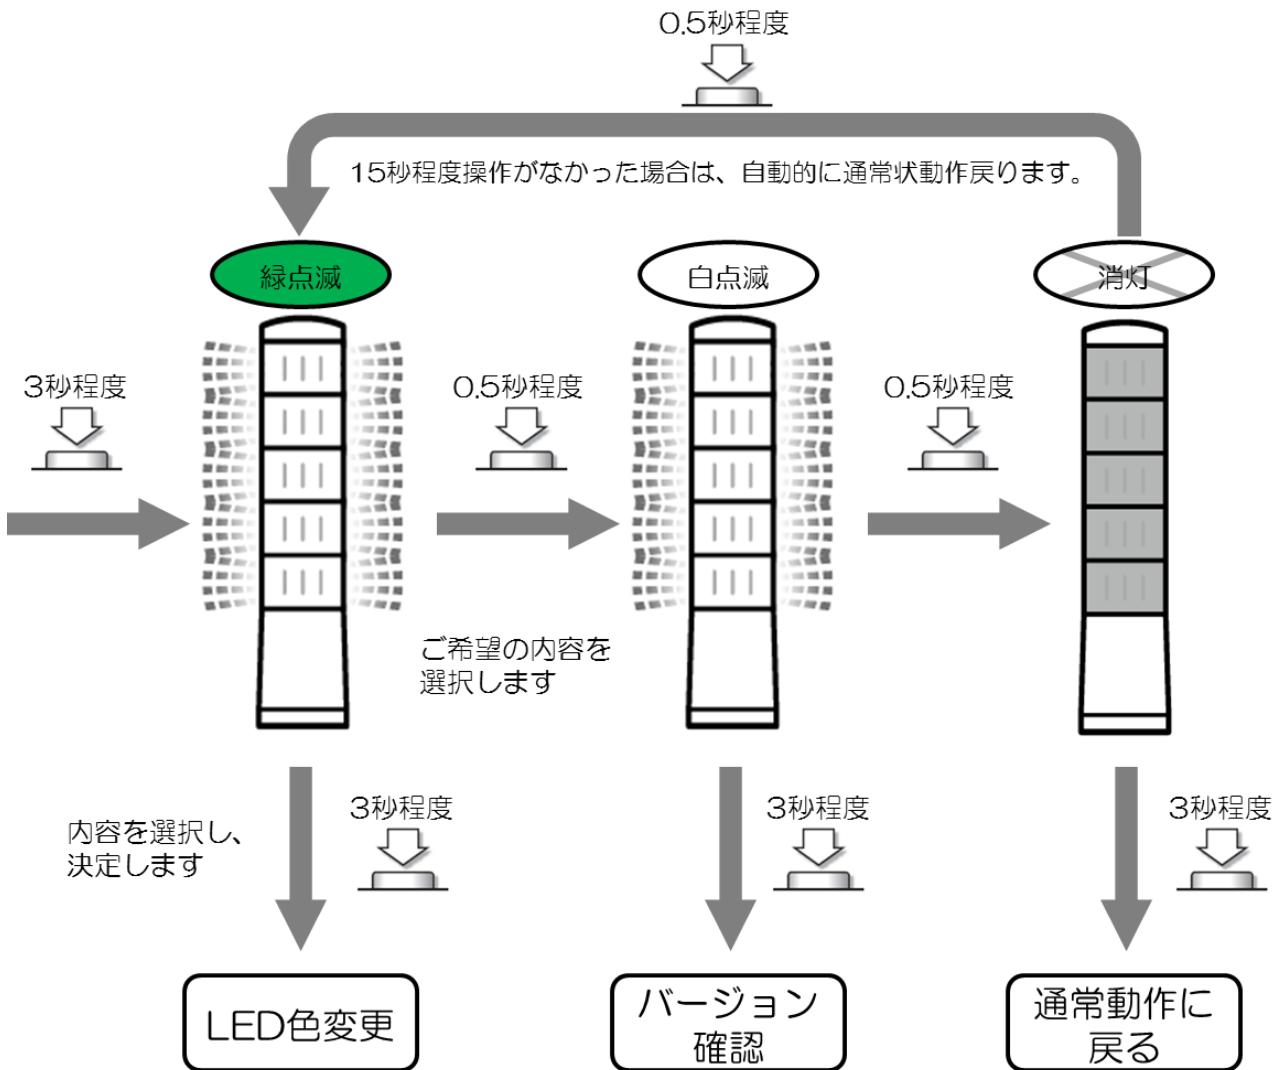 0.5秒程度
15秒程度操作がなかった場合は、自動的に通常状動作戻ります。
緑点滅
白点滅
消灯
3秒程度
0.5秒程度
0.5秒程度
ご希望の内容を
選択します
内容を選択し、
決定します
3秒程度
3秒程度
3秒程度
LED色変更
バージョン
確認
通常動作に
戻る